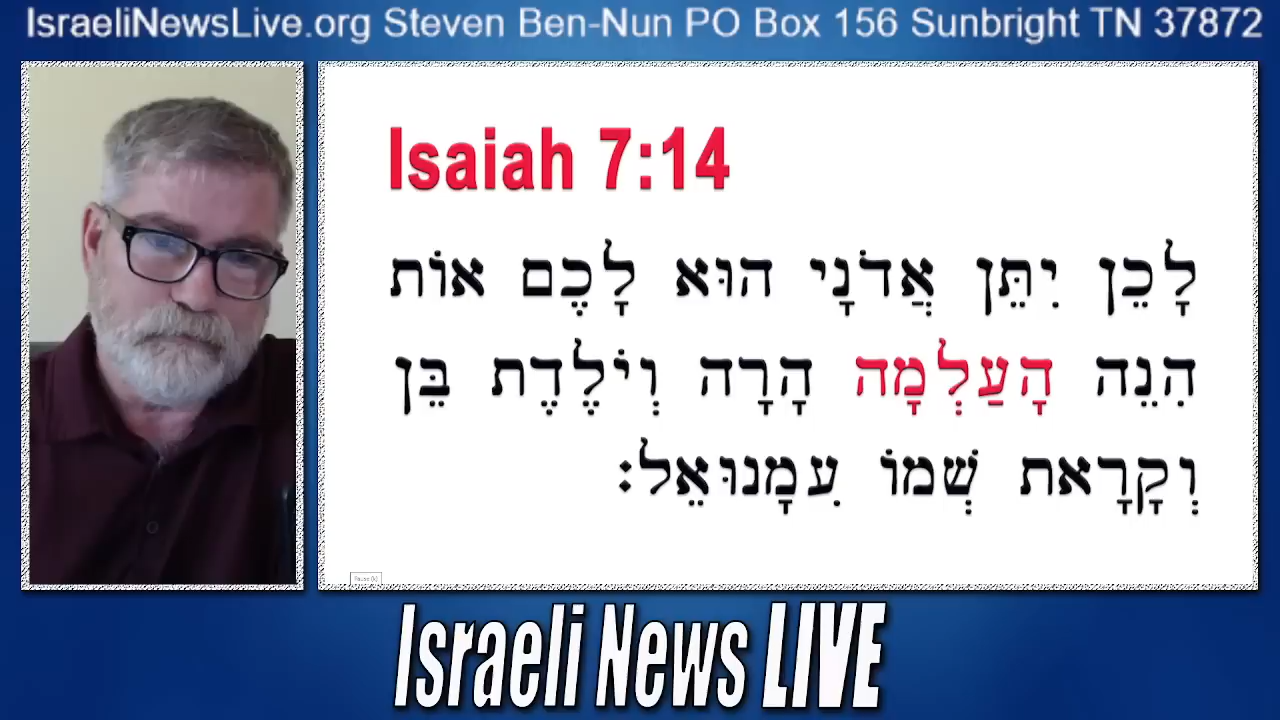 IsraeliNewsLive.org Steven Ben-Nun PO Box 156 Sunbright TN 37872
Isaiah 7:14
לָכֵן יִתֵּן אֲדֹנָי הוּא לָכֶם אוֹת
הִנֵּה הָעַלְמָה הָרָה וְיֹלֶדֶת בֵּן
וְקָרָאת שְׁמוֹ עִמָנוּאֵל׃
Pause (k)
Israeli News LIVE